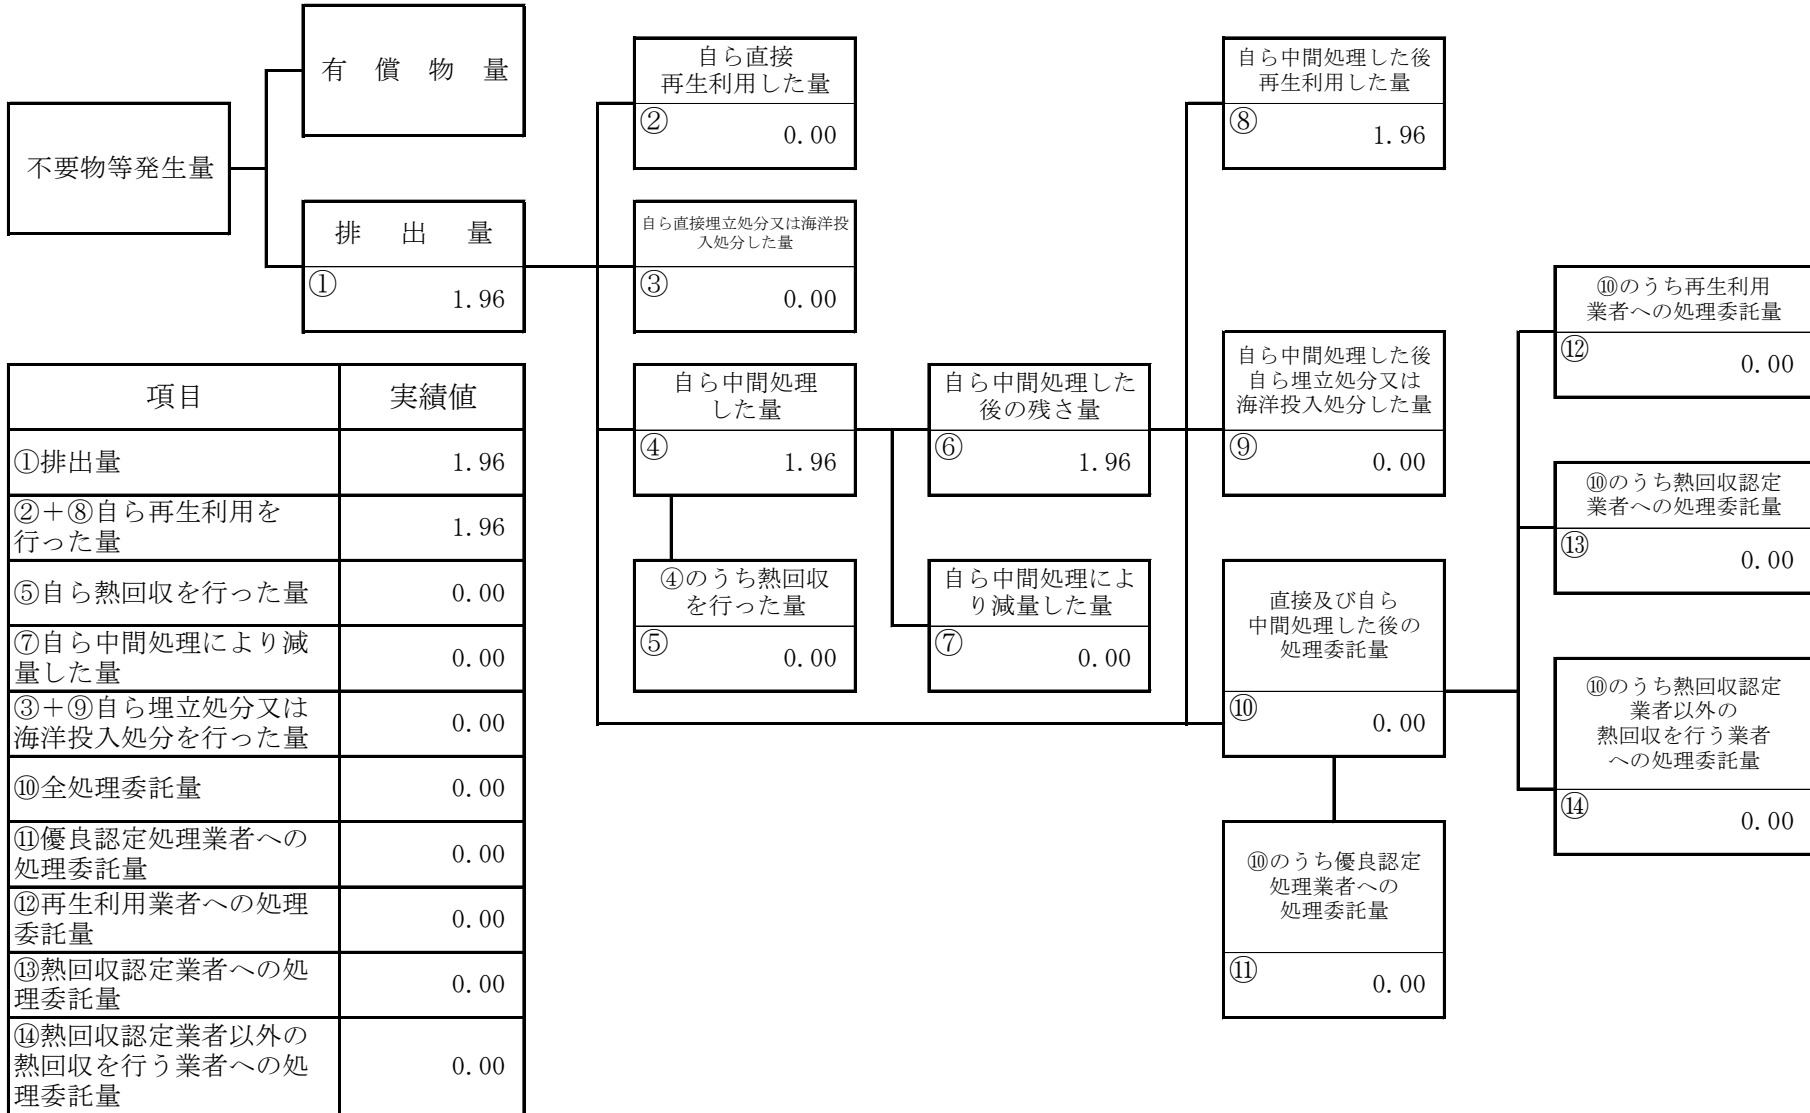 不要物等発生量
有 償 物 量
排 出 量
①
1.96
自ら直接
再生利用した量
②
0.00
自ら直接埋立処分又は海洋投
入処分した量
③
0.00
自ら中間処理
した量
④
1.96
④のうち熱回収
を行った量
⑤
0.00
自ら中間処理した
後の残さ量
⑥
1.96
自ら中間処理によ
り減量した量
⑦
0.00
自ら中間処理した後
再生利用した量
⑧
1.96
自ら中間処理した後
自ら埋立処分又は
海洋投入処分した量
⑨
0.00
直接及び自ら
中間処理した後の
処理委託量
⑩
0.00
⑩のうち優良認定
処理業者への
処理委託量
⑪
0.00
⑩のうち再生利用
業者への処理委託量
⑫
0.00
⑩のうち熱回収認定
業者への処理委託量
⑬
0.00
⑩のうち熱回収認定
業者以外の
熱回収を行う業者
への処理委託量
⑭
0.00
項目 実績値
①排出量 1.96
②+⑧自ら再生利用を
行った量 1.96
⑤自ら熱回収を行った量 0.00
⑦自ら中間処理により減
量した量 0.00
③+⑨自ら埋立処分又は
海洋投入処分を行った量 0.00
⑩全処理委託量 0.00
⑪優良認定処理業者への
処理委託量 0.00
⑫再生利用業者への処理
委託量 0.00
⑬熱回収認定業者への処
理委託量 0.00
⑭熱回収認定業者以外の
熱回収を行う業者への処 0.00
理委託量